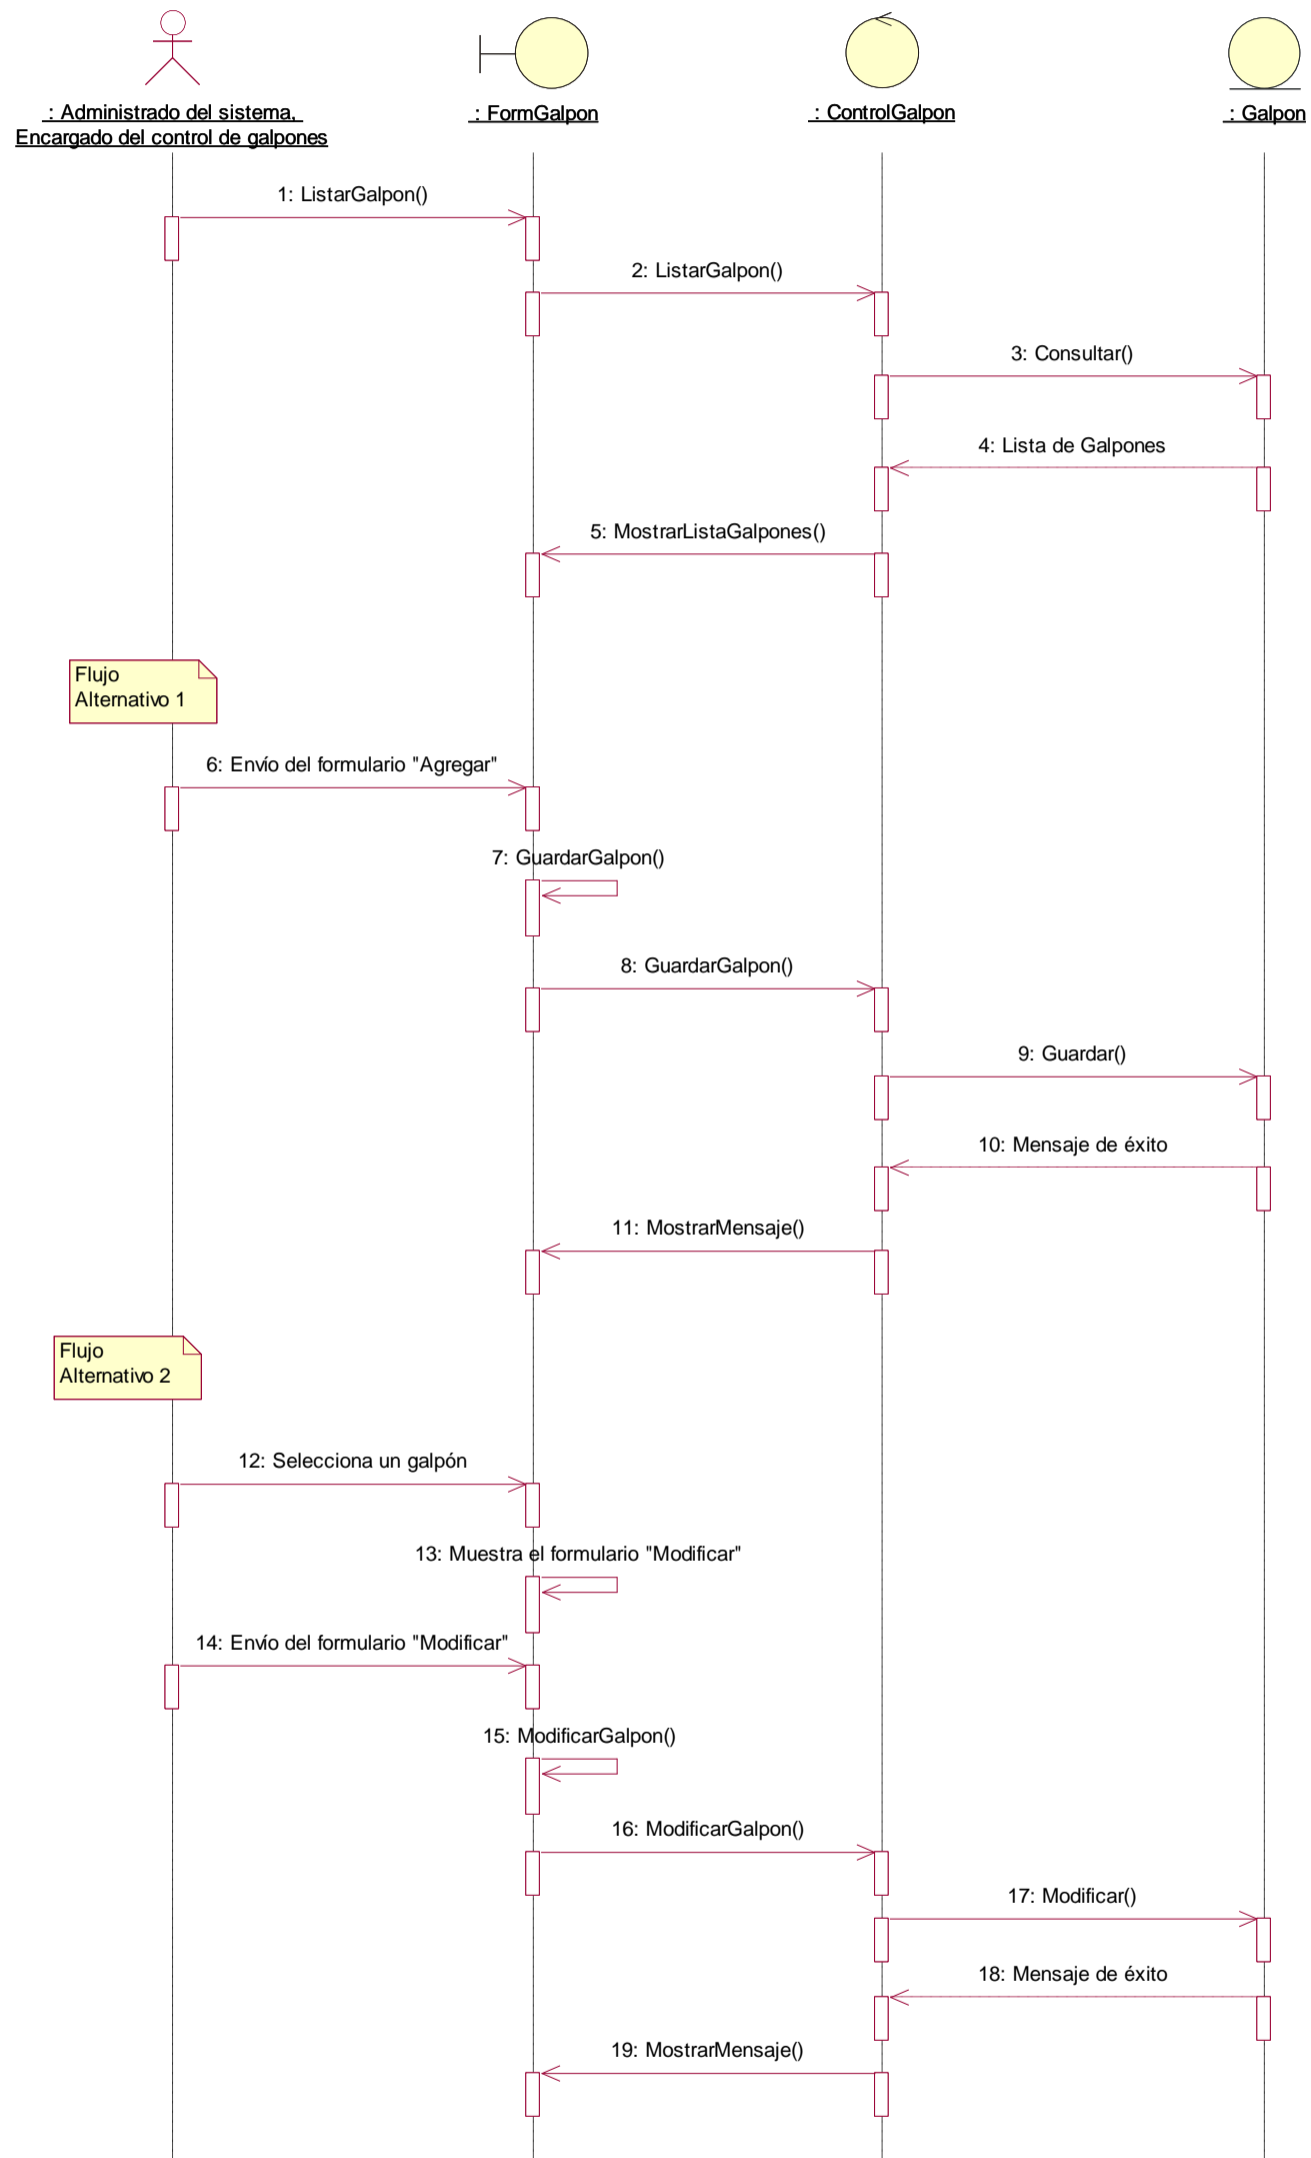 : Administrado del sistema,
Encargado del control de galpones
: FormGalpon
: ControlGalpon
: Galpon
1: ListarGalpon()
2: ListarGalpon()
3: Consultar()
4: Lista de Galpones
5: MostrarListaGalpones()
Flujo
Alternativo 1
6: Envío del formulario "Agregar"
7: GuardarGalpon()
8: GuardarGalpon()
9: Guardar()
10: Mensaje de éxito
11: MostrarMensaje()
Flujo
Alternativo 2
12: Selecciona un galpón
13: Muestra el formulario "Modificar"
14: Envío del formulario "Modificar"
15: ModificarGalpon()
16: ModificarGalpon()
17: Modificar()
18: Mensaje de éxito
19: MostrarMensaje()